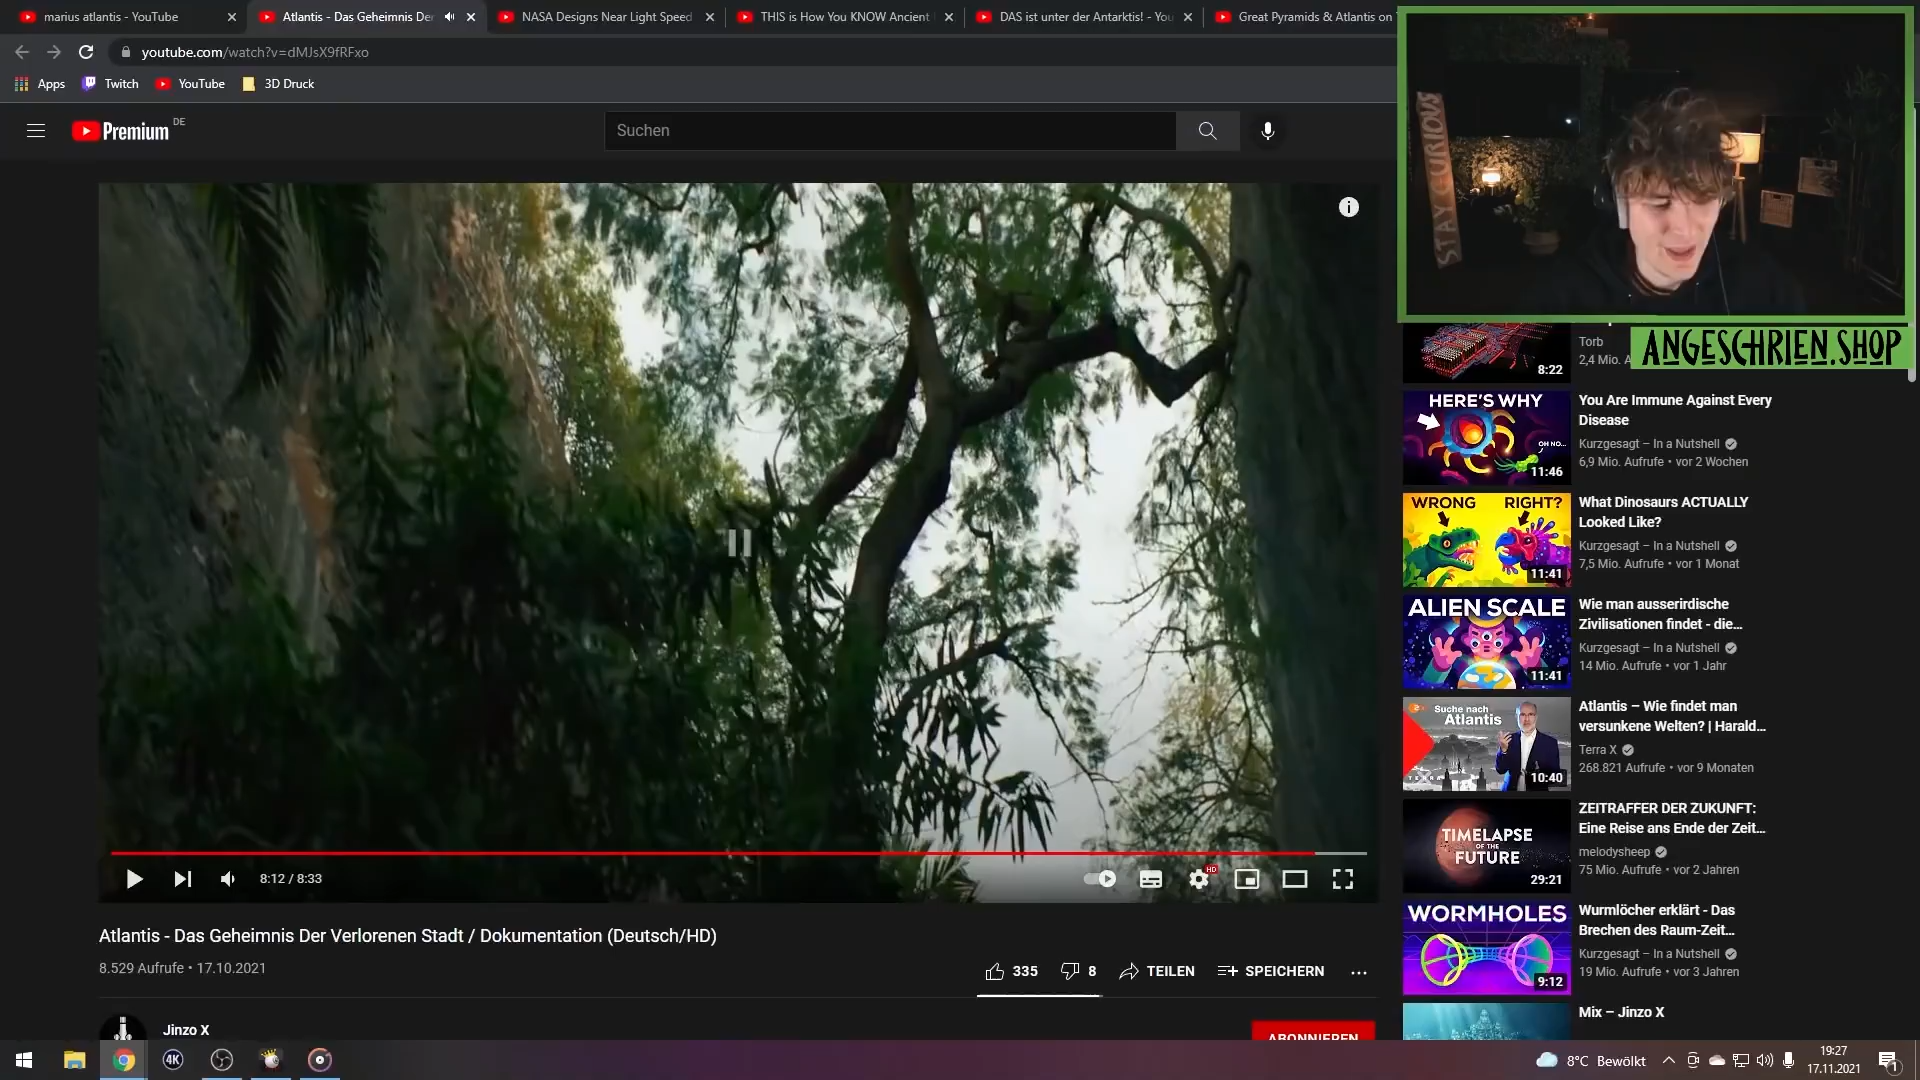 marius atlantis - YouTube
Atlantis - Das Geheimnis Der
NASA Designs Near Light Speed
THIS is How You KNOW Ancient
DAS ist unter der Antarktis! - You
Great Pyramids & Atlantis on
youtube.com/watch?v=dMJsX9fRFxo
Apps
Twitch
YouTube
3D Druck
Premium DE
Suchen
STAY CURIOUS
ANGESCHRIEN.SHOP
8:12 / 8:33
HD
Atlantis - Das Geheimnis Der Verlorenen Stadt / Dokumentation (Deutsch/HD)
8.529 Aufrufe • 17.10.2021
335
8
TEILEN
SPEICHERN
Jinzo X
ABONNIEREN
Torb
2,4 Mio. A
8:22
HERE'S WHY
OH NO...
11:46
You Are Immune Against Every
Disease
Kurzgesagt – In a Nutshell
6,9 Mio. Aufrufe • vor 2 Wochen
WRONG RIGHT?
11:41
What Dinosaurs ACTUALLY
Looked Like?
Kurzgesagt – In a Nutshell
7,5 Mio. Aufrufe • vor 1 Monat
ALIEN SCALE
11:41
Wie man ausserirdische
Zivilisationen findet - die...
Kurzgesagt – In a Nutshell
14 Mio. Aufrufe • vor 1 Jahr
Suche nach
Atlantis
10:40
Atlantis – Wie findet man
versunkene Welten? | Harald...
Terra X
268.821 Aufrufe • vor 9 Monaten
TIMELAPSE
OF THE
FUTURE
29:21
ZEITRAFFER DER ZUKUNFT:
Eine Reise ans Ende der Zeit...
melodysheep
75 Mio. Aufrufe • vor 2 Jahren
WORMHOLES
9:12
Wurmlöcher erklärt - Das
Brechen des Raum-Zeit...
Kurzgesagt – In a Nutshell
19 Mio. Aufrufe • vor 3 Jahren
Mix – Jinzo X
4K
8°C Bewölkt
19:27
17.11.2021
1